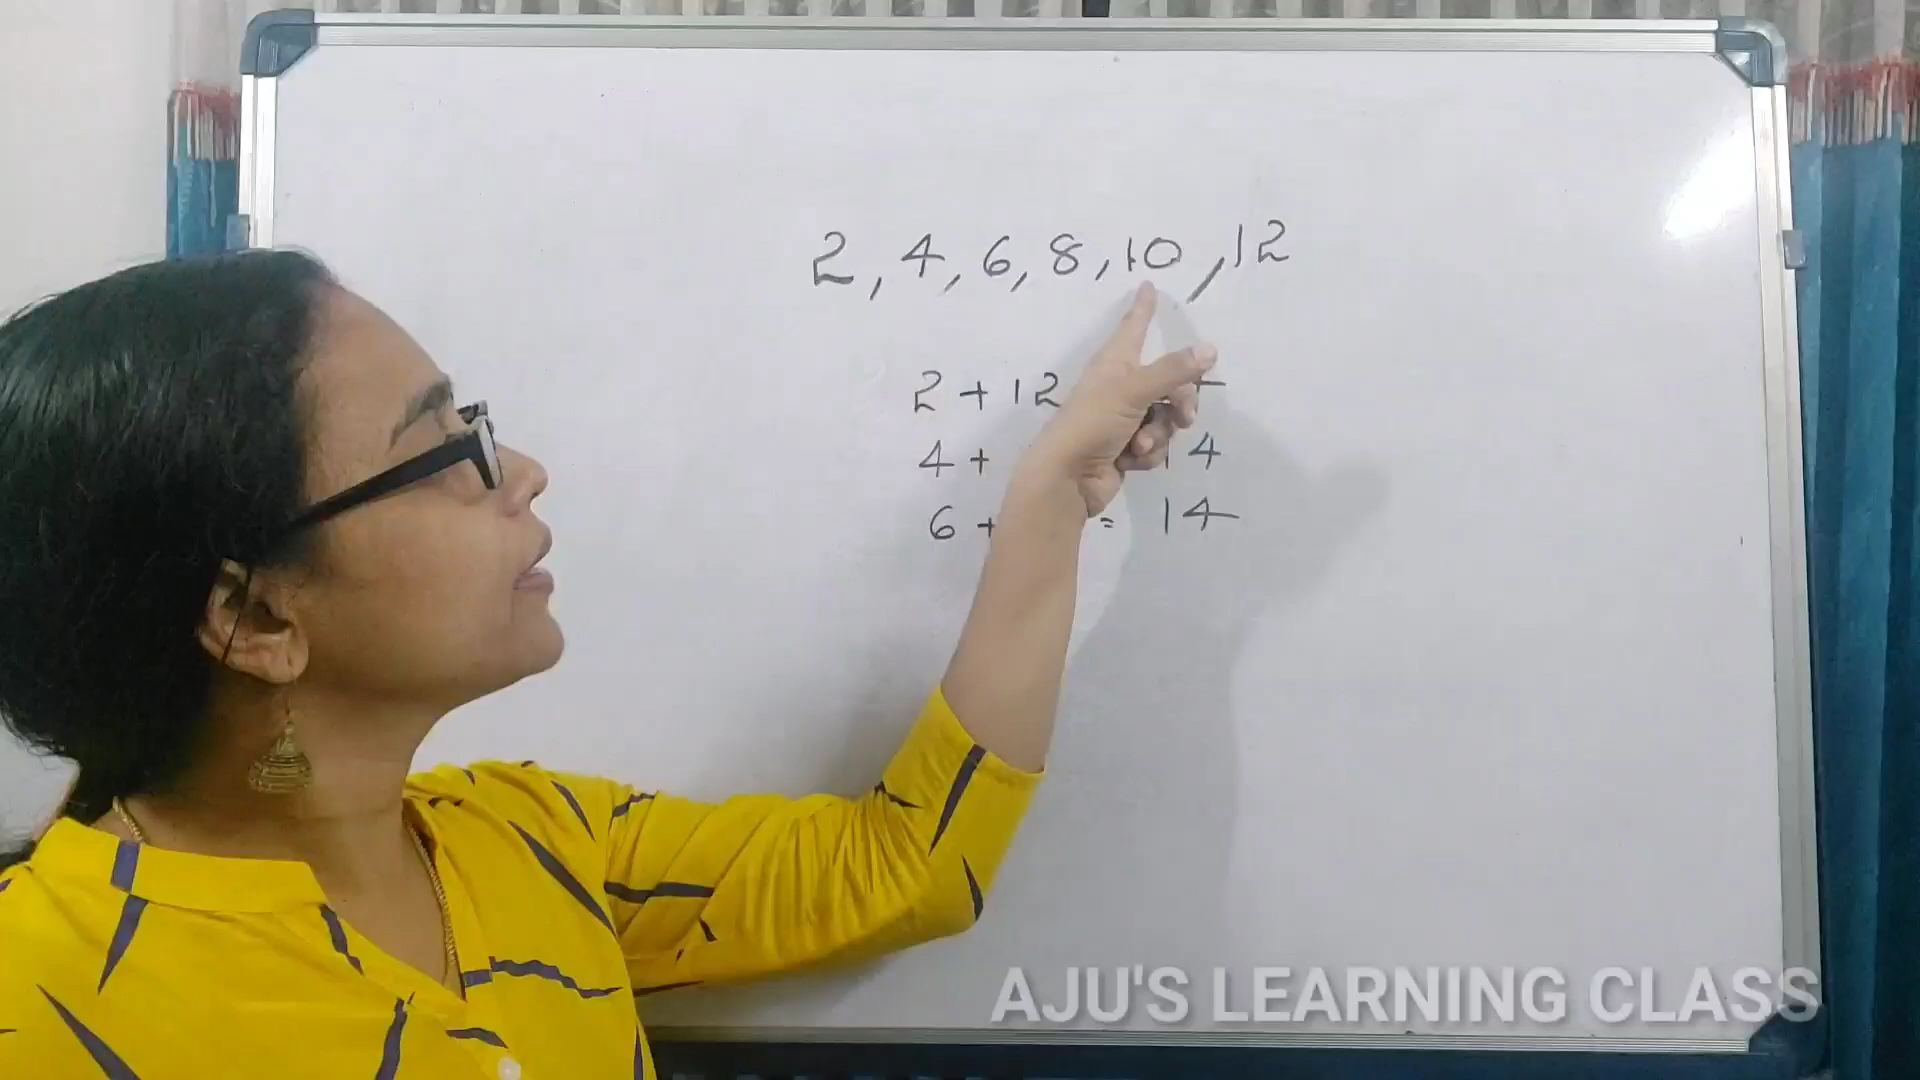 2, 4, 6, 8, 10, 12
2 + 12
4 + 14
6 + = 14
AJU'S LEARNING CLASS